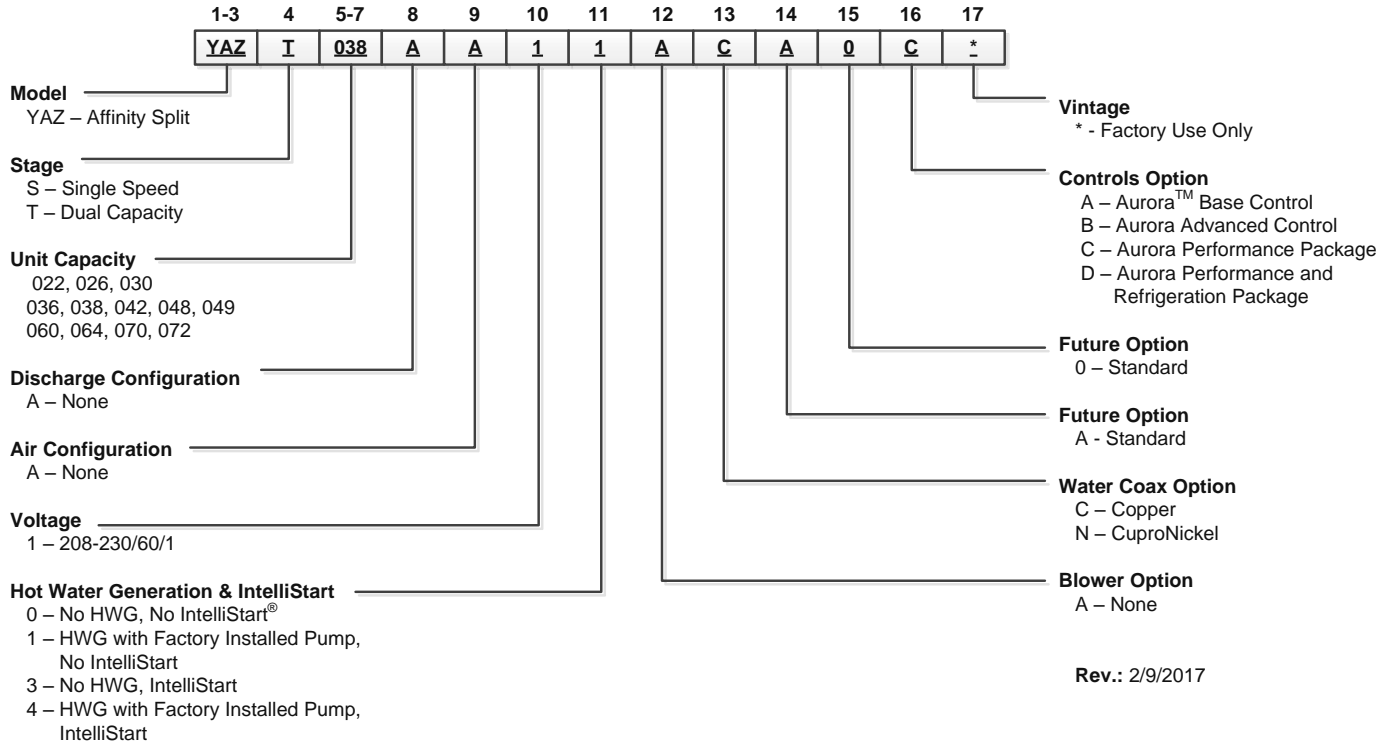 1-3 4 5-7 8 9 10 11 12 13 14 15 16 17
YAZ T 038 A A 1 1 A C A 0 C *
Model
YAZ – Affinity Split
Stage
S – Single Speed
T – Dual Capacity
Unit Capacity
022, 026, 030
036, 038, 042, 048, 049
060, 064, 070, 072
Discharge Configuration
A – None
Air Configuration
A – None
Voltage
1 – 208-230/60/1
Hot Water Generation & IntelliStart
0 – No HWG, No IntelliStart®
1 – HWG with Factory Installed Pump,
No IntelliStart
3 – No HWG, IntelliStart
4 – HWG with Factory Installed Pump,
IntelliStart
Vintage
* - Factory Use Only
Controls Option
A – Aurora™ Base Control
B – Aurora Advanced Control
C – Aurora Performance Package
D – Aurora Performance and
Refrigeration Package
Future Option
0 – Standard
Future Option
A - Standard
Water Coax Option
C – Copper
N – CuproNickel
Blower Option
A – None
Rev.: 2/9/2017